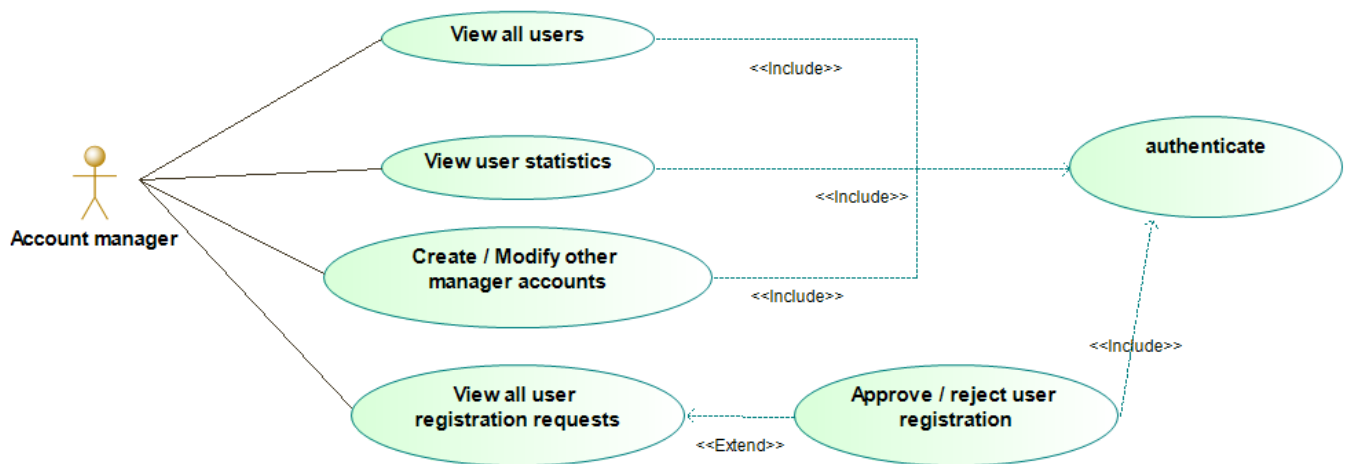 View all users
<<Include>>
authenticate
View user statistics
<<Include>>
Account manager
Create / Modify other
manager accounts
<<Include>>
<<Include>>
View all user
registration requests
Approve / reject user
registration
<<Extend>>